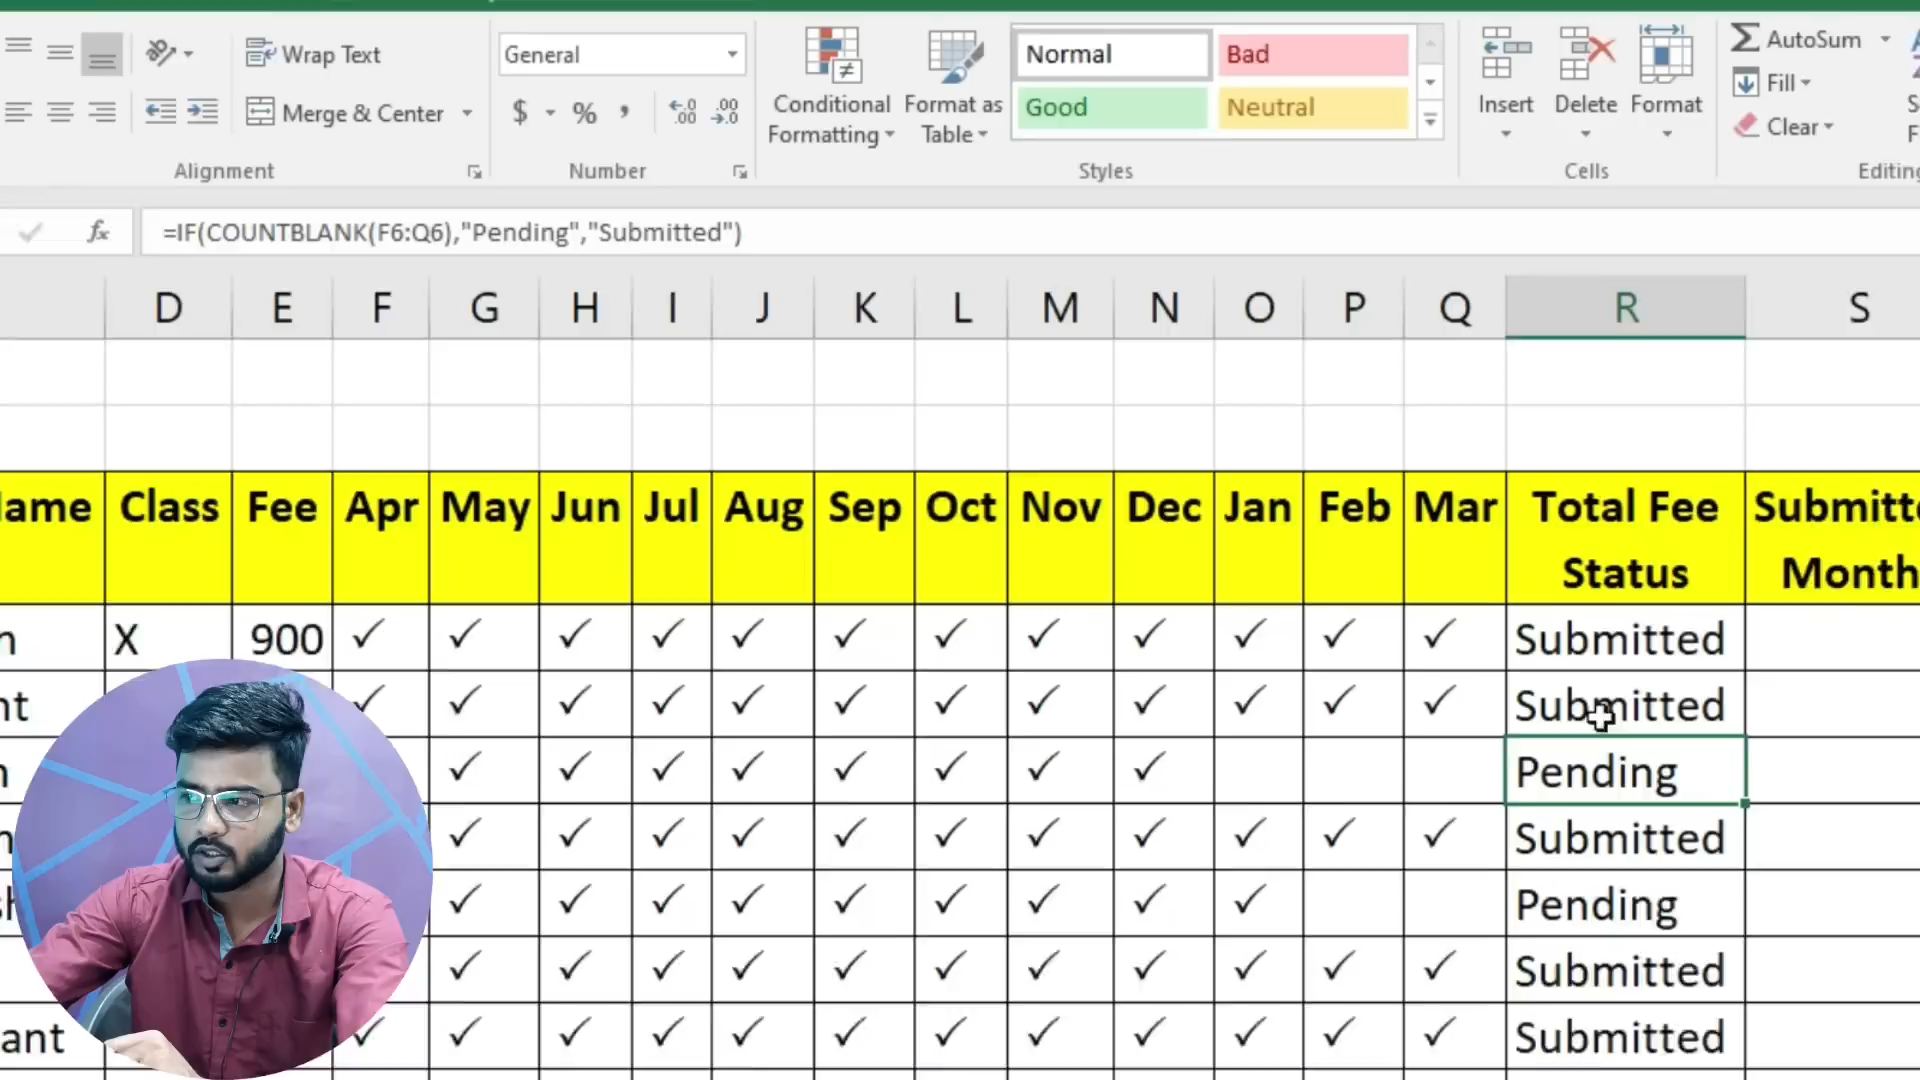 Wrap Text
General
Merge & Center
$ % ,
Alignment
Number
Conditional
Formatting
Format as
Table
Normal
Bad
Good
Neutral
Styles
Insert
Delete
Format
Cells
AutoSum
Fill
Clear
fx
=IF(COUNTBLANK(F6:Q6),"Pending","Submitted")
D E F G H I J K L M N O P Q R S
Class Fee Apr May Jun Jul Aug Sep Oct Nov Dec Jan Feb Mar Total Fee
Status
Month
X 900 ✓ ✓ ✓ ✓ ✓ ✓ ✓ ✓ ✓ ✓ ✓ ✓ Submitted
✓ ✓ ✓ ✓ ✓ ✓ ✓ ✓ ✓ ✓ ✓ ✓ Submitted
✓ ✓ ✓ ✓ ✓ ✓ ✓ ✓ Pending
✓ ✓ ✓ ✓ ✓ ✓ ✓ ✓ ✓ ✓ ✓ Submitted
✓ ✓ ✓ ✓ ✓ ✓ ✓ ✓ ✓ Pending
✓ ✓ ✓ ✓ ✓ ✓ ✓ ✓ ✓ ✓ ✓ Submitted
✓ ✓ ✓ ✓ ✓ ✓ ✓ ✓ ✓ ✓ ✓ ✓ Submitted